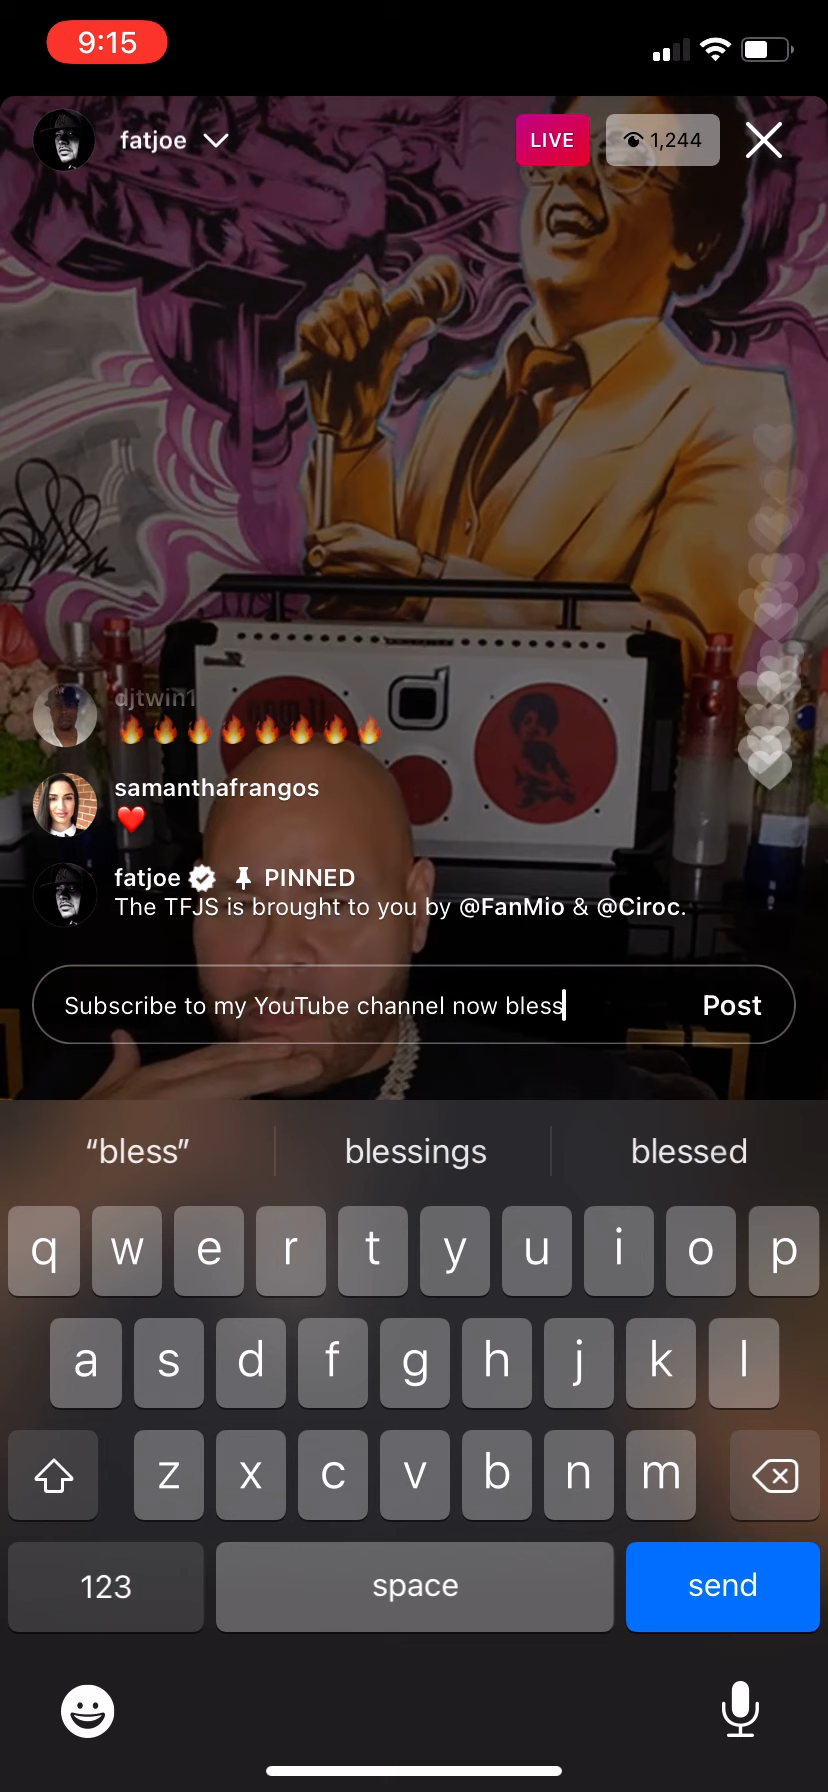 9:15
fatjoe
LIVE
1,244
djtwin1
🔥🔥🔥🔥🔥🔥🔥🔥
samanthafrangos
❤️
fatjoe PINNED
The TFJS is brought to you by @FanMio & @Ciroc.
Subscribe to my YouTube channel now bless Post
“bless” blessings blessed
q w e r t y u i o p
a s d f g h j k l
z x c v b n m
123 space send